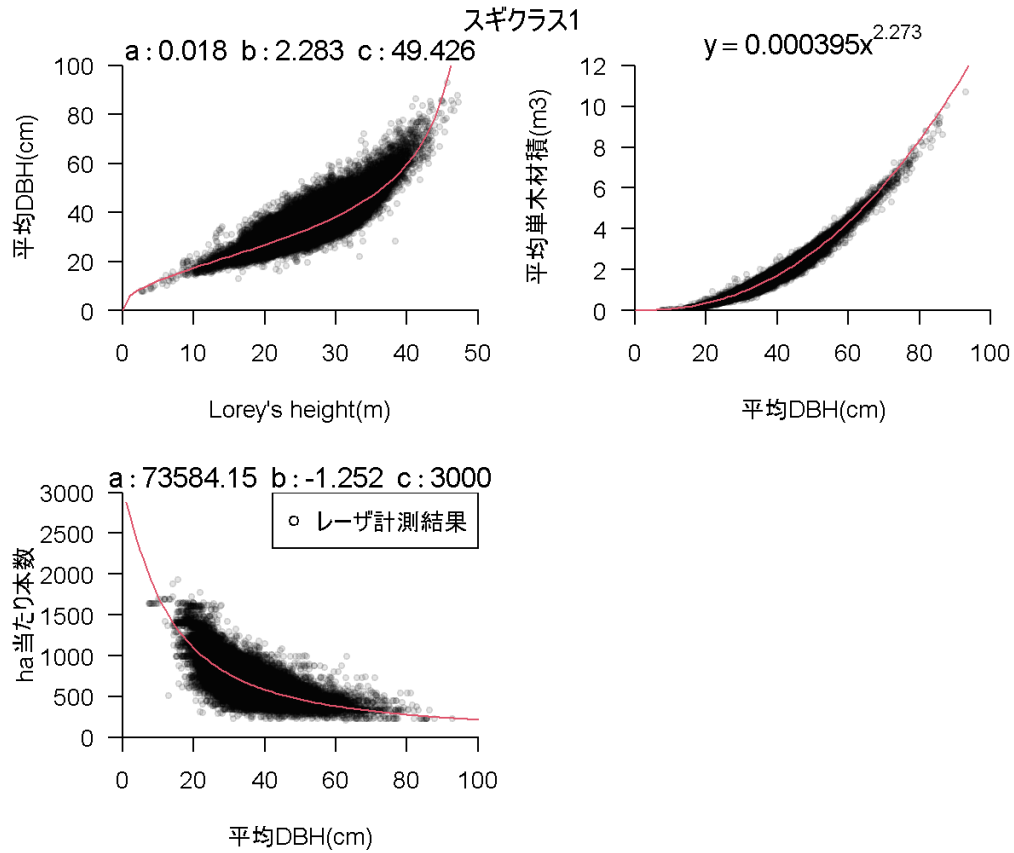 スギクラス1
a : 0.018 b : 2.283 c : 49.426
平均DBH(cm)
100
80
60
40
20
0
0 10 20 30 40 50
Lorey's height(m)
y = 0.000395x^2.273
平均単木材積(m3)
12
10
8
6
4
2
0
0 20 40 60 80 100
平均DBH(cm)
a : 73584.15 b : -1.252 c : 3000
ha当たり本数
3000
2500
2000
1500
1000
500
0
レーザ計測結果
0 20 40 60 80 100
平均DBH(cm)